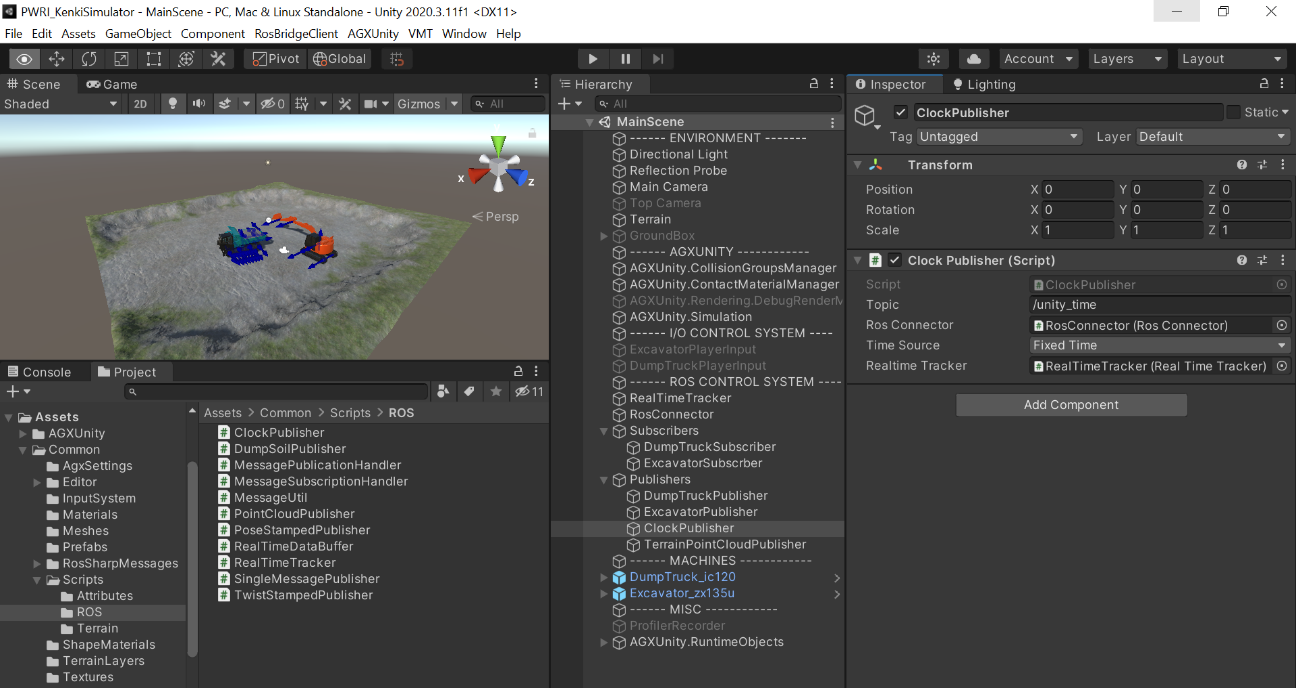 PWRI_KenkiSimulator - MainScene - PC, Mac & Linux Standalone - Unity 2020.3.11f1 <DX11>
File Edit Assets GameObject Component RosBridgeClient AGXUnity VMT Window Help
Pivot Global Account Layers Layout
Scene Game
Shaded 2D 0 Gizmos All
X Z
Persp
Console Project
11
Assets
AGXUnity
Common
AgxSettings
Editor
InputSystem
Materials
Meshes
Prefabs
RosSharpMessages
Scripts
Attributes
ROS
Terrain
ShapeMaterials
TerrainLayers
Textures
Assets > Common > Scripts > ROS
ClockPublisher
DumpSoilPublisher
MessagePublicationHandler
MessageSubscriptionHandler
MessageUtil
PointCloudPublisher
PoseStampedPublisher
RealTimeDataBuffer
RealTimeTracker
SingleMessagePublisher
TwistStampedPublisher
Hierarchy
All
MainScene
------ ENVIRONMENT -------
Directional Light
Reflection Probe
Main Camera
Top Camera
Terrain
GroundBox
------ AGXUNITY ------------
AGXUnity.CollisionGroupsManager
AGXUnity.ContactMaterialManager
AGXUnity.Rendering.DebugRenderM
AGXUnity.Simulation
------ I/O CONTROL SYSTEM ----
ExcavatorPlayerInput
DumpTruckPlayerInput
------ ROS CONTROL SYSTEM ----
RealTimeTracker
RosConnector
Subscribers
DumpTruckSubscriber
ExcavatorSubscrber
Publishers
DumpTruckPublisher
ExcavatorPublisher
ClockPublisher
TerrainPointCloudPublisher
------ MACHINES ------------
DumpTruck_ic120
Excavator_zx135u
------ MISC ------------
ProfilerRecorder
AGXUnity.RuntimeObjects
Inspector Lighting
ClockPublisher Static
Tag Untagged Layer Default
Transform
Position X 0 Y 0 Z 0
Rotation X 0 Y 0 Z 0
Scale X 1 Y 1 Z 1
# Clock Publisher (Script)
Script ClockPublisher
Topic /unity_time
Ros Connector RosConnector (Ros Connector)
Time Source Fixed Time
Realtime Tracker RealTimeTracker (Real Time Tracker)
Add Component